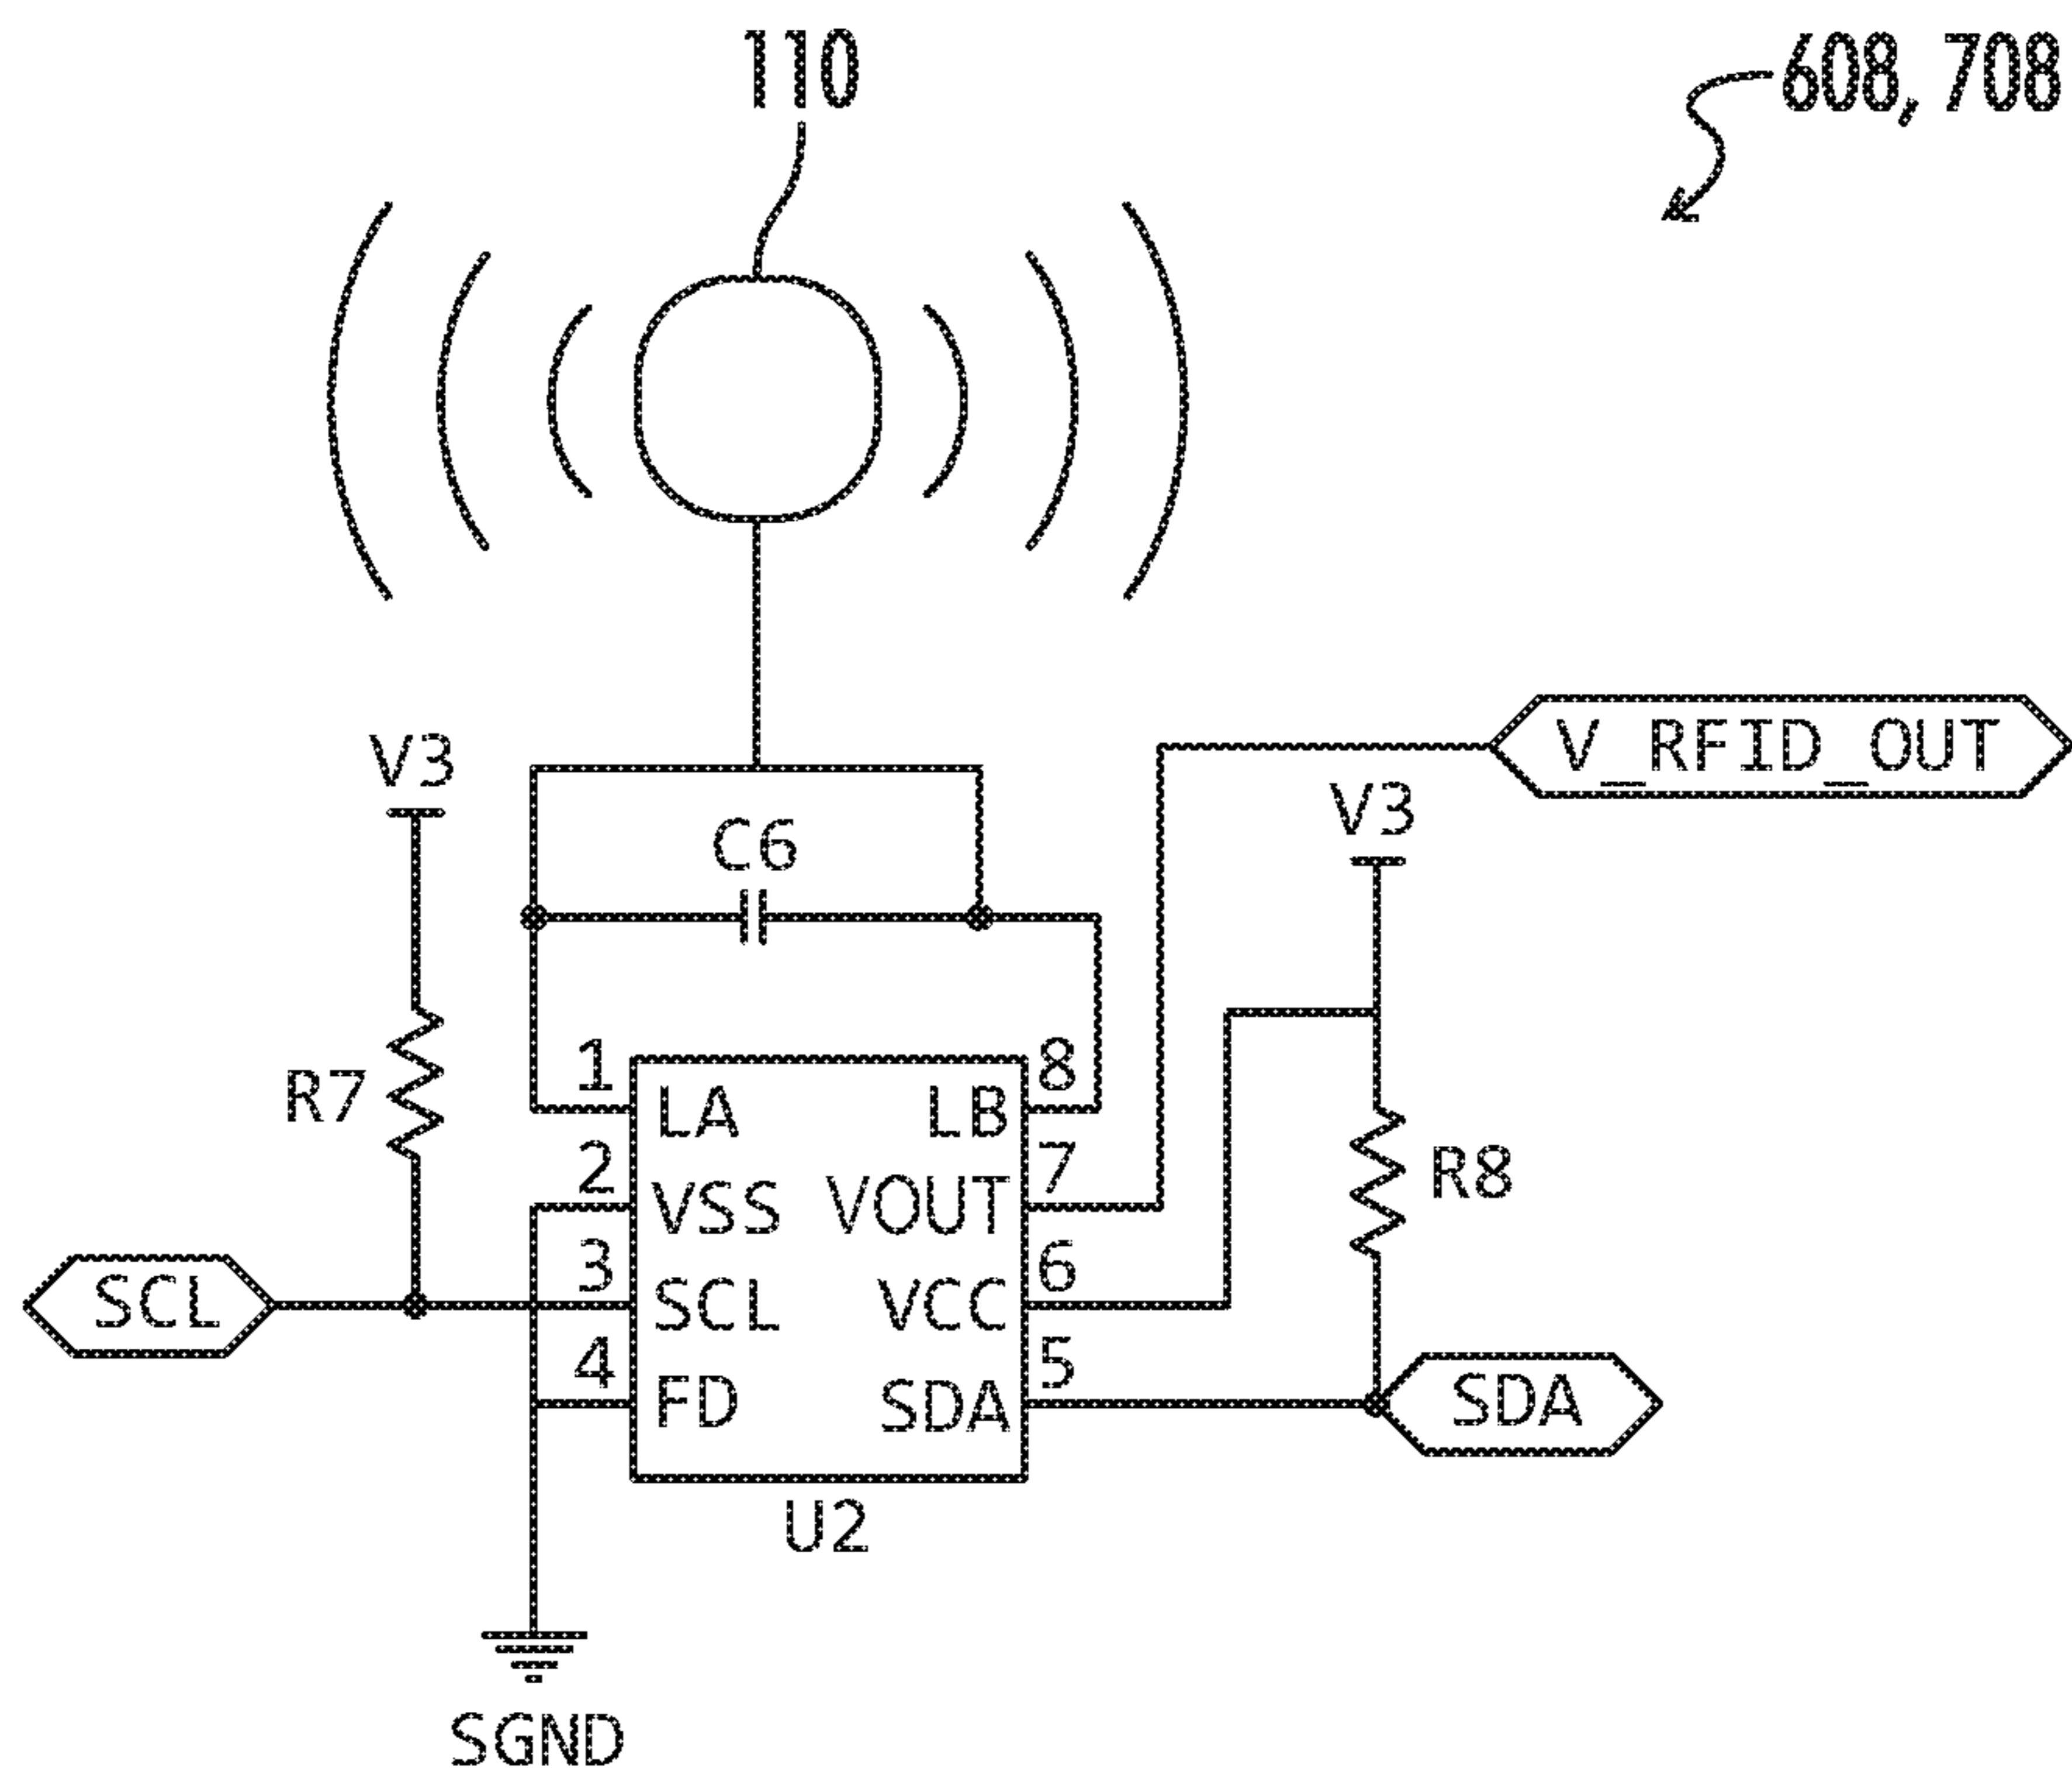 110
608, 708
V_RFID_OUT
V3
V3
C6
R7
1
8
LA
LB
2
7
R8
VSS
VOUT
3
6
SCL
SCL
VCC
4
5
FD
SDA
SDA
U2
SGND